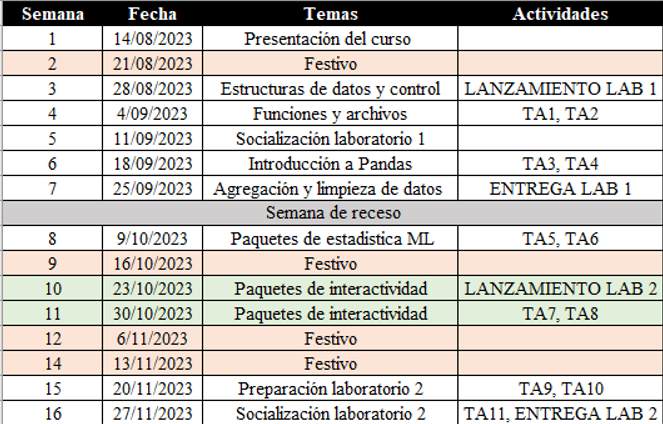 Semana Fecha Temas Actividades
1 14/08/2023 Presentación del curso
2 21/08/2023 Festivo
3 28/08/2023 Estructuras de datos y control LANZAMIENTO LAB 1
4 4/09/2023 Funciones y archivos TA1, TA2
5 11/09/2023 Socialización laboratorio 1
6 18/09/2023 Introducción a Pandas TA3, TA4
7 25/09/2023 Agregación y limpieza de datos ENTREGA LAB 1
Semana de receso
8 9/10/2023 Paquetes de estadistica ML TA5, TA6
9 16/10/2023 Festivo
10 23/10/2023 Paquetes de interactividad LANZAMIENTO LAB 2
11 30/10/2023 Paquetes de interactividad TA7, TA8
12 6/11/2023 Festivo
14 13/11/2023 Festivo
15 20/11/2023 Preparación laboratorio 2 TA9, TA10
16 27/11/2023 Socialización laboratorio 2 TA11, ENTREGA LAB 2